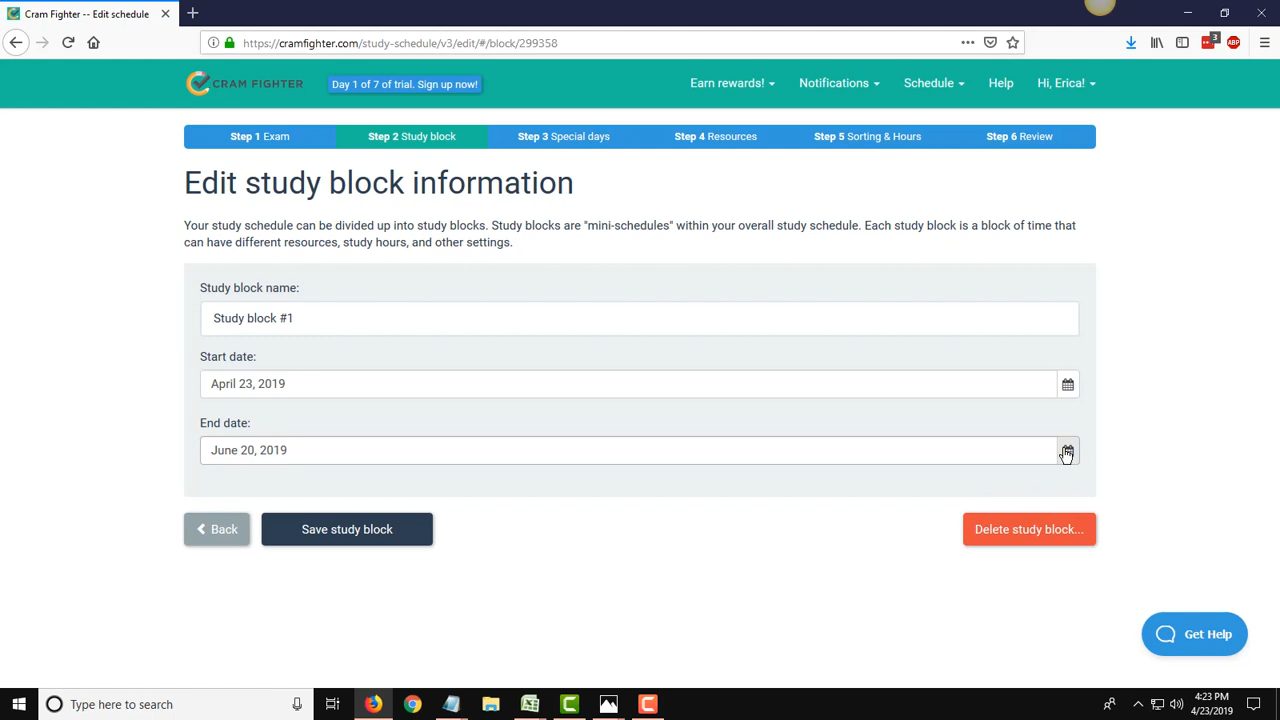 Cram Fighter -- Edit schedule
https://cramfighter.com/study-schedule/v3/edit/#/block/299358
3
ABP
CRAM FIGHTER
Day 1 of 7 of trial. Sign up now!
Earn rewards!
Notifications
Schedule
Help
Hi, Erica!
Step 1 Exam
Step 2 Study block
Step 3 Special days
Step 4 Resources
Step 5 Sorting & Hours
Step 6 Review
Edit study block information
Your study schedule can be divided up into study blocks. Study blocks are "mini-schedules" within your overall study schedule. Each study block is a block of time that
can have different resources, study hours, and other settings.
Study block name:
Study block #1
Start date:
April 23, 2019
End date:
June 20, 2019
Back
Save study block
Delete study block...
Get Help
Type here to search
4:23 PM
4/23/2019